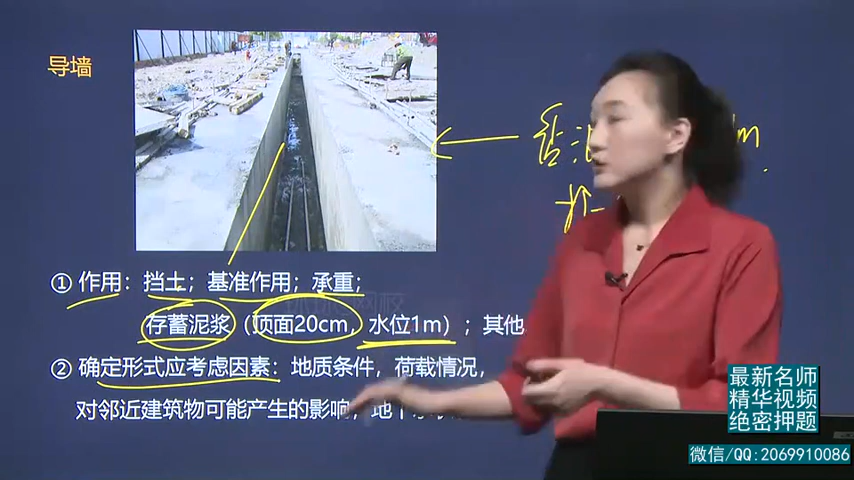 导墙
m
① 作用：挡土；基准作用；承重；
存蓄泥浆（顶面20cm，水位1m）；其他
② 确定形式应考虑因素：地质条件，荷载情况，
对邻近建筑物可能产生的影响，地下水
最新名师
精华视频
绝密押题
微信/QQ:2069910086